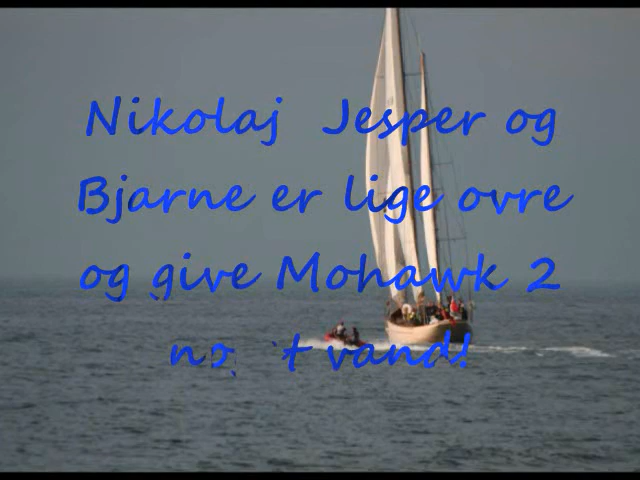 Nikolaj Jesper og
Bjarne er lige ovre
og give Mohawk 2
vand!